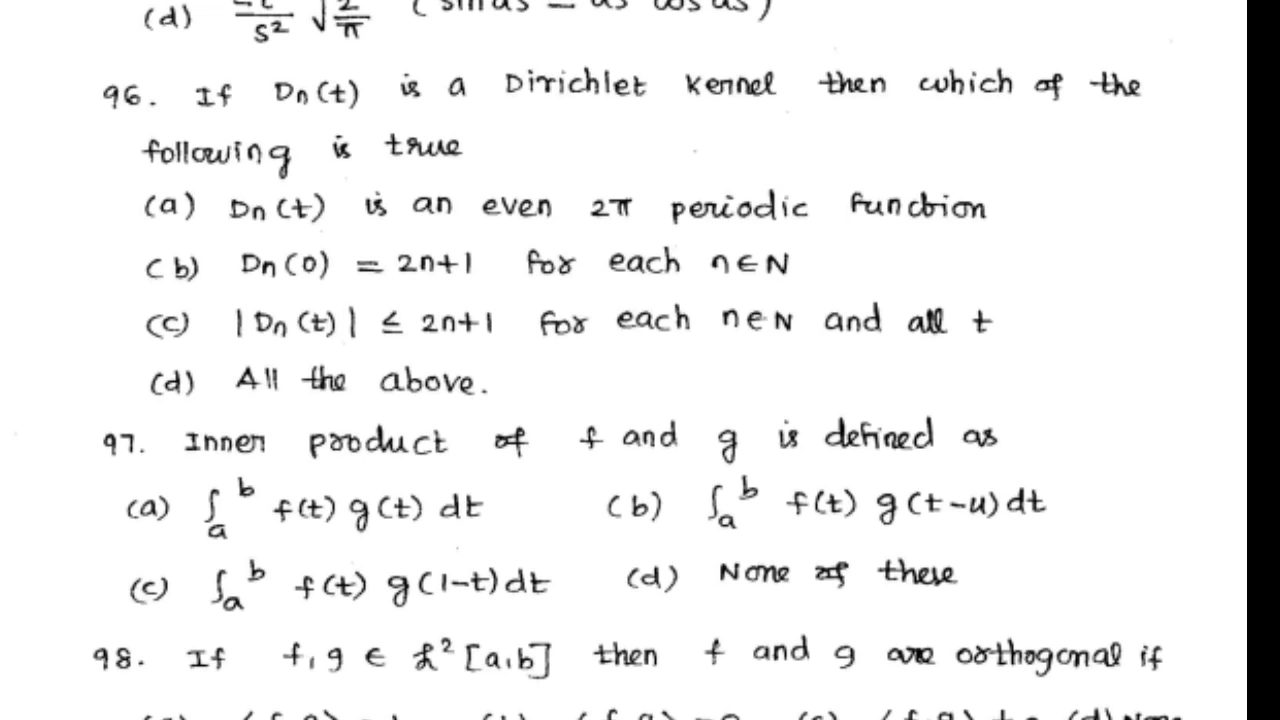 (d)
96. If Dn(t) is a Dirichlet Kernel then which of the
following is true
(a) Dn(t) is an even 2π periodic function
(b) Dn(0) = 2n+1 for each n∈N
(c) |Dn(t)| ≤ 2n+1 for each n∈N and all t
(d) All the above.
97. Inner product of f and g is defined as
(a) ∫ₐᵇ f(t) g(t) dt (b) ∫ₐᵇ f(t) g(t-u) dt
(c) ∫ₐᵇ f(t) g(1-t) dt (d) None of these
98. If f, g ∈ ℒ² [a,b] then f and g are orthogonal if